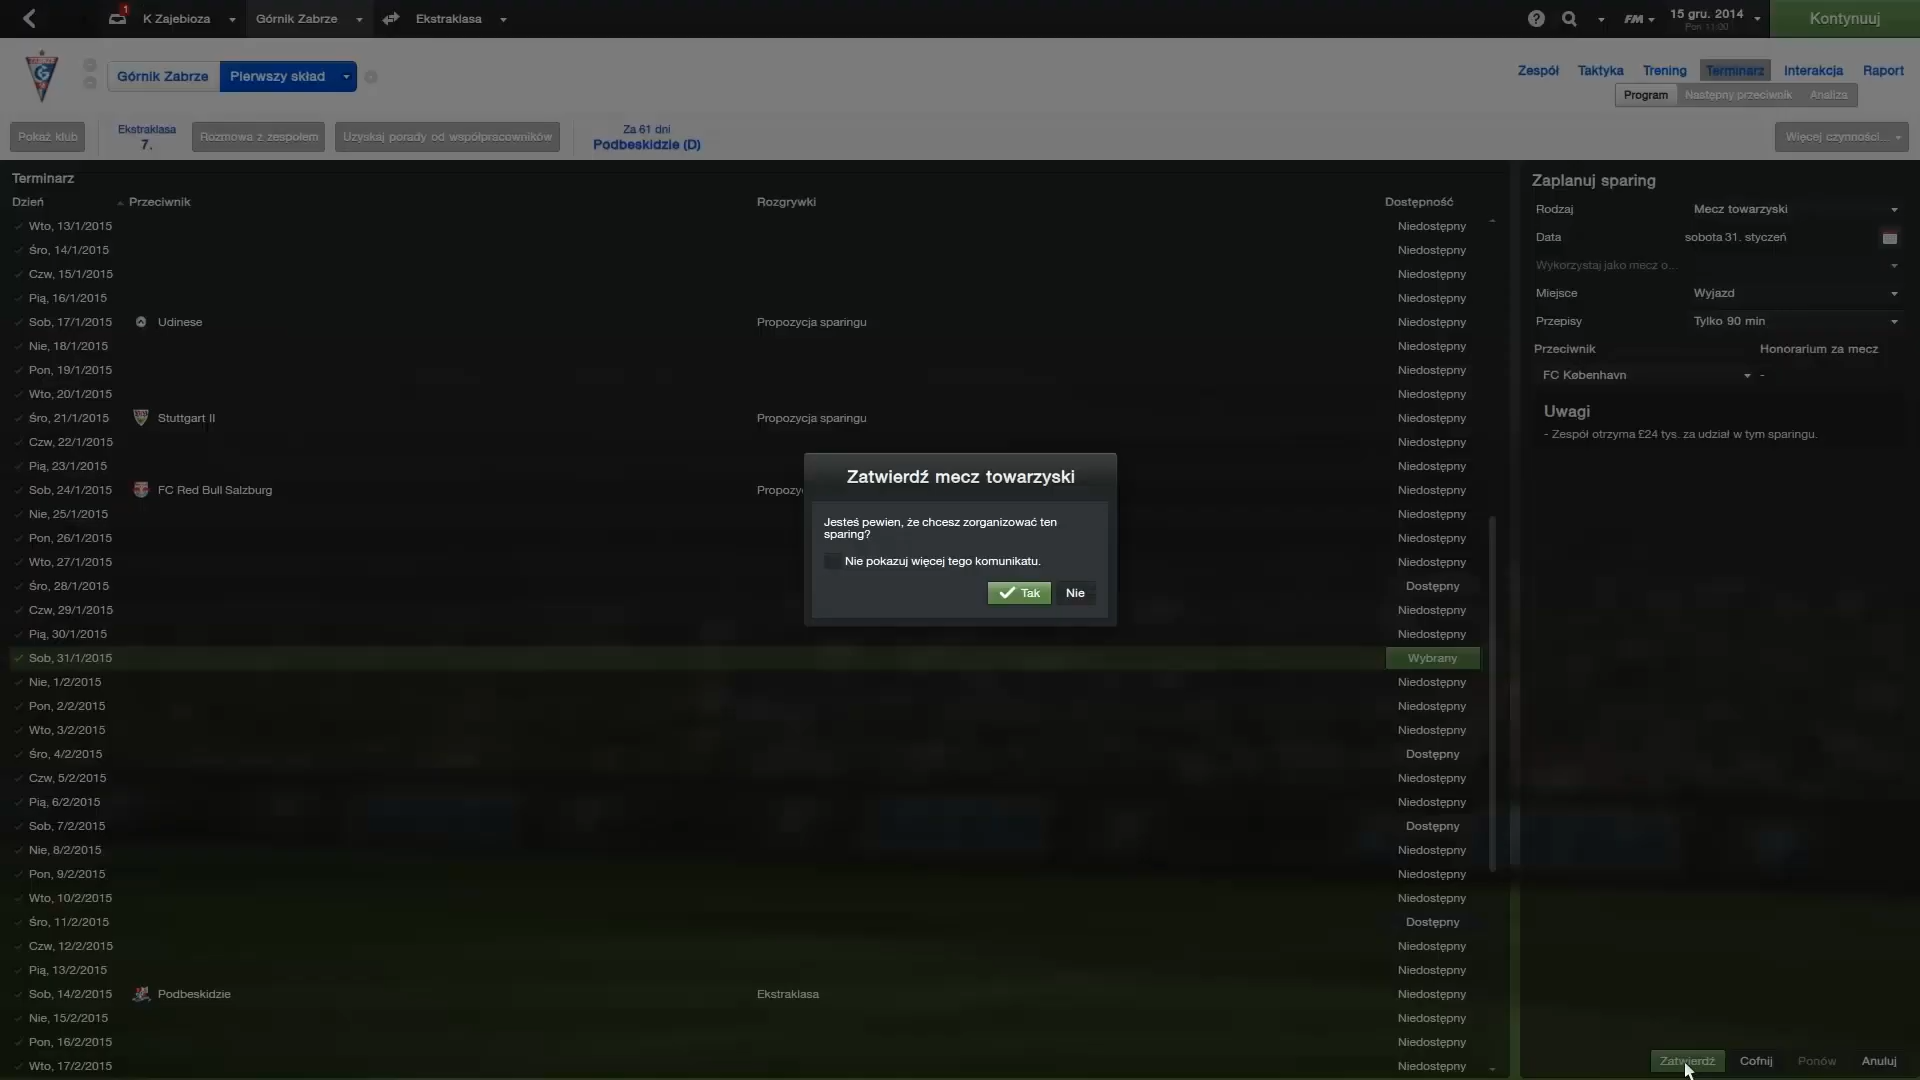 1
K Zajebioza
Górnik Zabrze
Ekstraklasa
FM
15 gru. 2014
Pon 11:00
Kontynuuj
Górnik Zabrze
Pierwszy skład
Zespół
Taktyka
Trening
Terminarz
Interakcja
Raport
Program
Następny przeciwnik
Analiza
Pokaż klub
Ekstraklasa
7.
Rozmowa z zespołem
Uzyskaj porady od współpracowników
Za 61 dni
Podbeskidzie (D)
Więcej czynności...
Terminarz
Dzień Przeciwnik Rozgrywki Dostępność
Wto, 13/1/2015 Niedostępny
Śro, 14/1/2015 Niedostępny
Czw, 15/1/2015 Niedostępny
Pią, 16/1/2015 Niedostępny
Sob, 17/1/2015 Udinese Propozycja sparingu Niedostępny
Nie, 18/1/2015 Niedostępny
Pon, 19/1/2015 Niedostępny
Wto, 20/1/2015 Niedostępny
Śro, 21/1/2015 Stuttgart II Propozycja sparingu Niedostępny
Czw, 22/1/2015 Niedostępny
Pią, 23/1/2015 Niedostępny
Sob, 24/1/2015 FC Red Bull Salzburg Propozy Niedostępny
Nie, 25/1/2015 Niedostępny
Pon, 26/1/2015 Niedostępny
Wto, 27/1/2015 Niedostępny
Śro, 28/1/2015 Dostępny
Czw, 29/1/2015 Niedostępny
Pią, 30/1/2015 Niedostępny
Sob, 31/1/2015 Wybrany
Nie, 1/2/2015 Niedostępny
Pon, 2/2/2015 Niedostępny
Wto, 3/2/2015 Niedostępny
Śro, 4/2/2015 Dostępny
Czw, 5/2/2015 Niedostępny
Pią, 6/2/2015 Niedostępny
Sob, 7/2/2015 Dostępny
Nie, 8/2/2015 Niedostępny
Pon, 9/2/2015 Niedostępny
Wto, 10/2/2015 Niedostępny
Śro, 11/2/2015 Dostępny
Czw, 12/2/2015 Niedostępny
Pią, 13/2/2015 Niedostępny
Sob, 14/2/2015 Podbeskidzie Ekstraklasa Niedostępny
Nie, 15/2/2015 Niedostępny
Pon, 16/2/2015 Niedostępny
Wto, 17/2/2015 Niedostępny
Zatwierdź mecz towarzyski
Jesteś pewien, że chcesz zorganizować ten
sparing?
Nie pokazuj więcej tego komunikatu.
Tak Nie
Zaplanuj sparing
Rodzaj Mecz towarzyski
Data sobota 31. styczeń
Wykorzystaj jako mecz o...
Miejsce Wyjazd
Przepisy Tylko 90 min
Przeciwnik Honorarium za mecz
FC København -
Uwagi
- Zespół otrzyma £24 tys. za udział w tym sparingu.
Zatwierdź Cofnij Ponów Anuluj